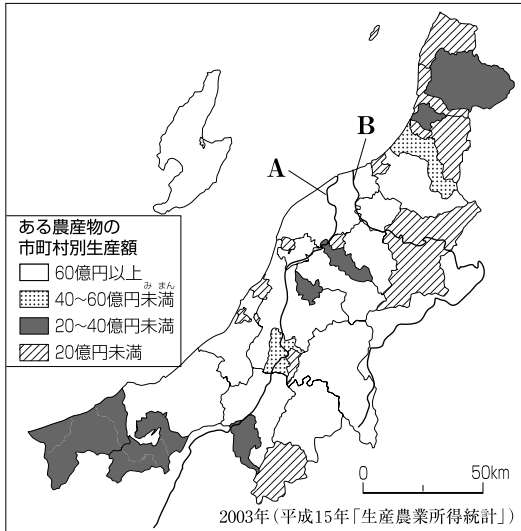 A
B
ある農産物の
市町村別生産額
60億円以上
みまん
40~60億円未満
20~40億円未満
20億円未満
0
50km
2003年(平成15年「生産農業所得統計」)